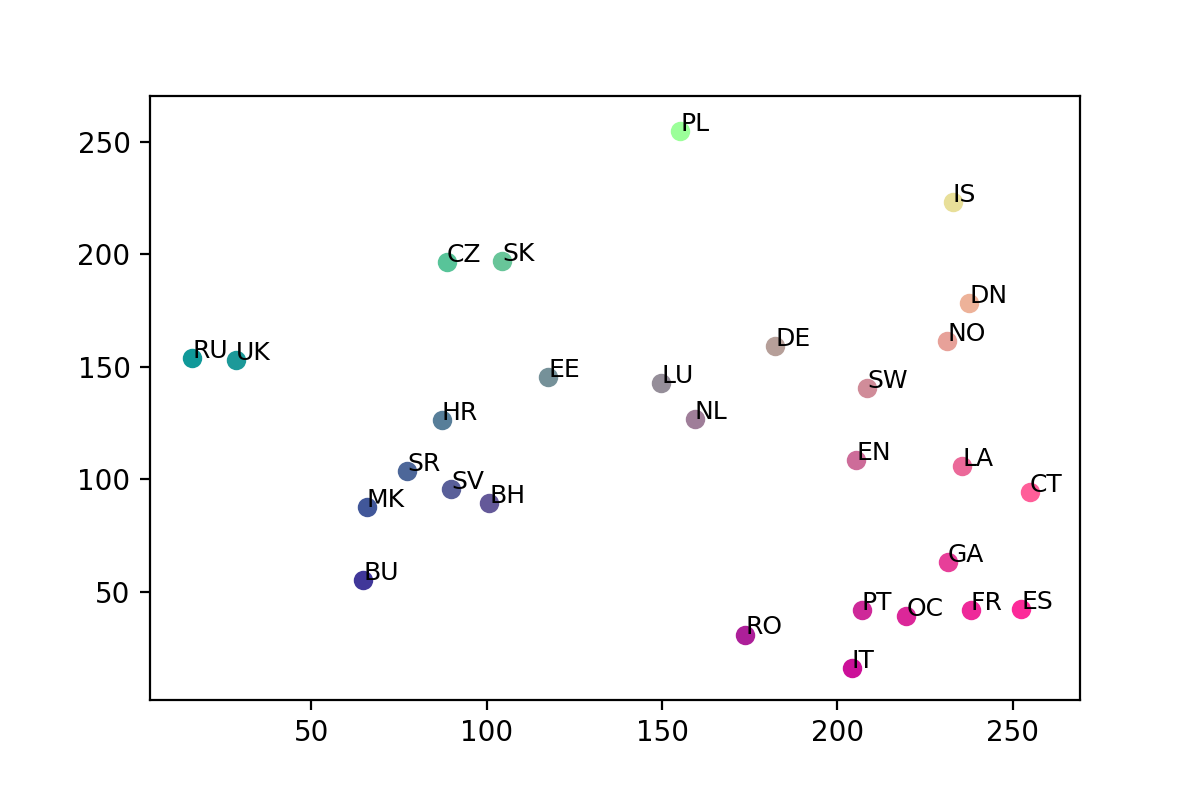 PL
250
IS
CZ SK
200
DN
NO
DE
RU UK
150
EE
LU
SW
NL
HR
EN
LA
SR
SV
CT
100
BH
MK
GA
BU
50
PT OC FR ES
RO
IT
50 100 150 200 250